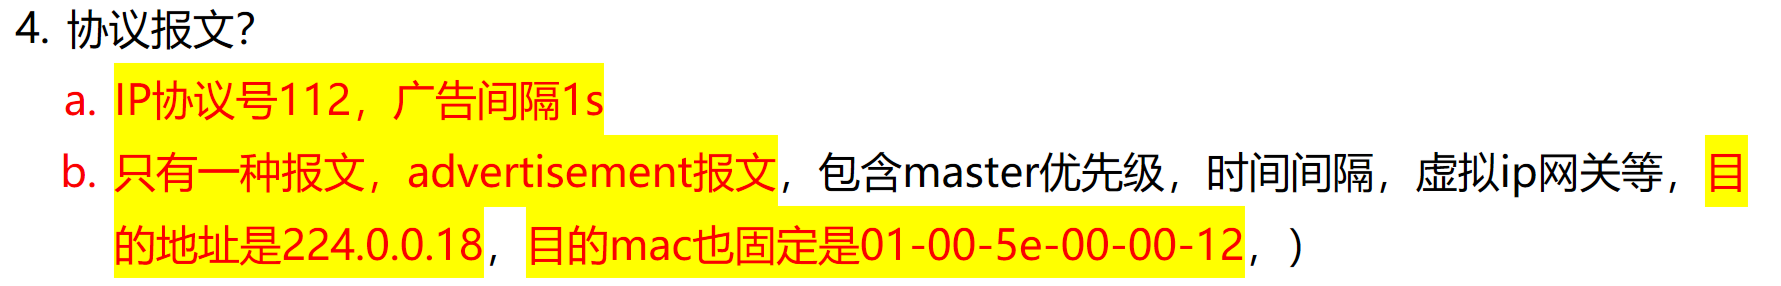 4. 协议报文？
a. IP协议号112，广告间隔1s
b. 只有一种报文，advertisement报文，包含master优先级，时间间隔，虚拟ip网关等，目
的地址是224.0.0.18，目的mac也固定是01-00-5e-00-00-12，）